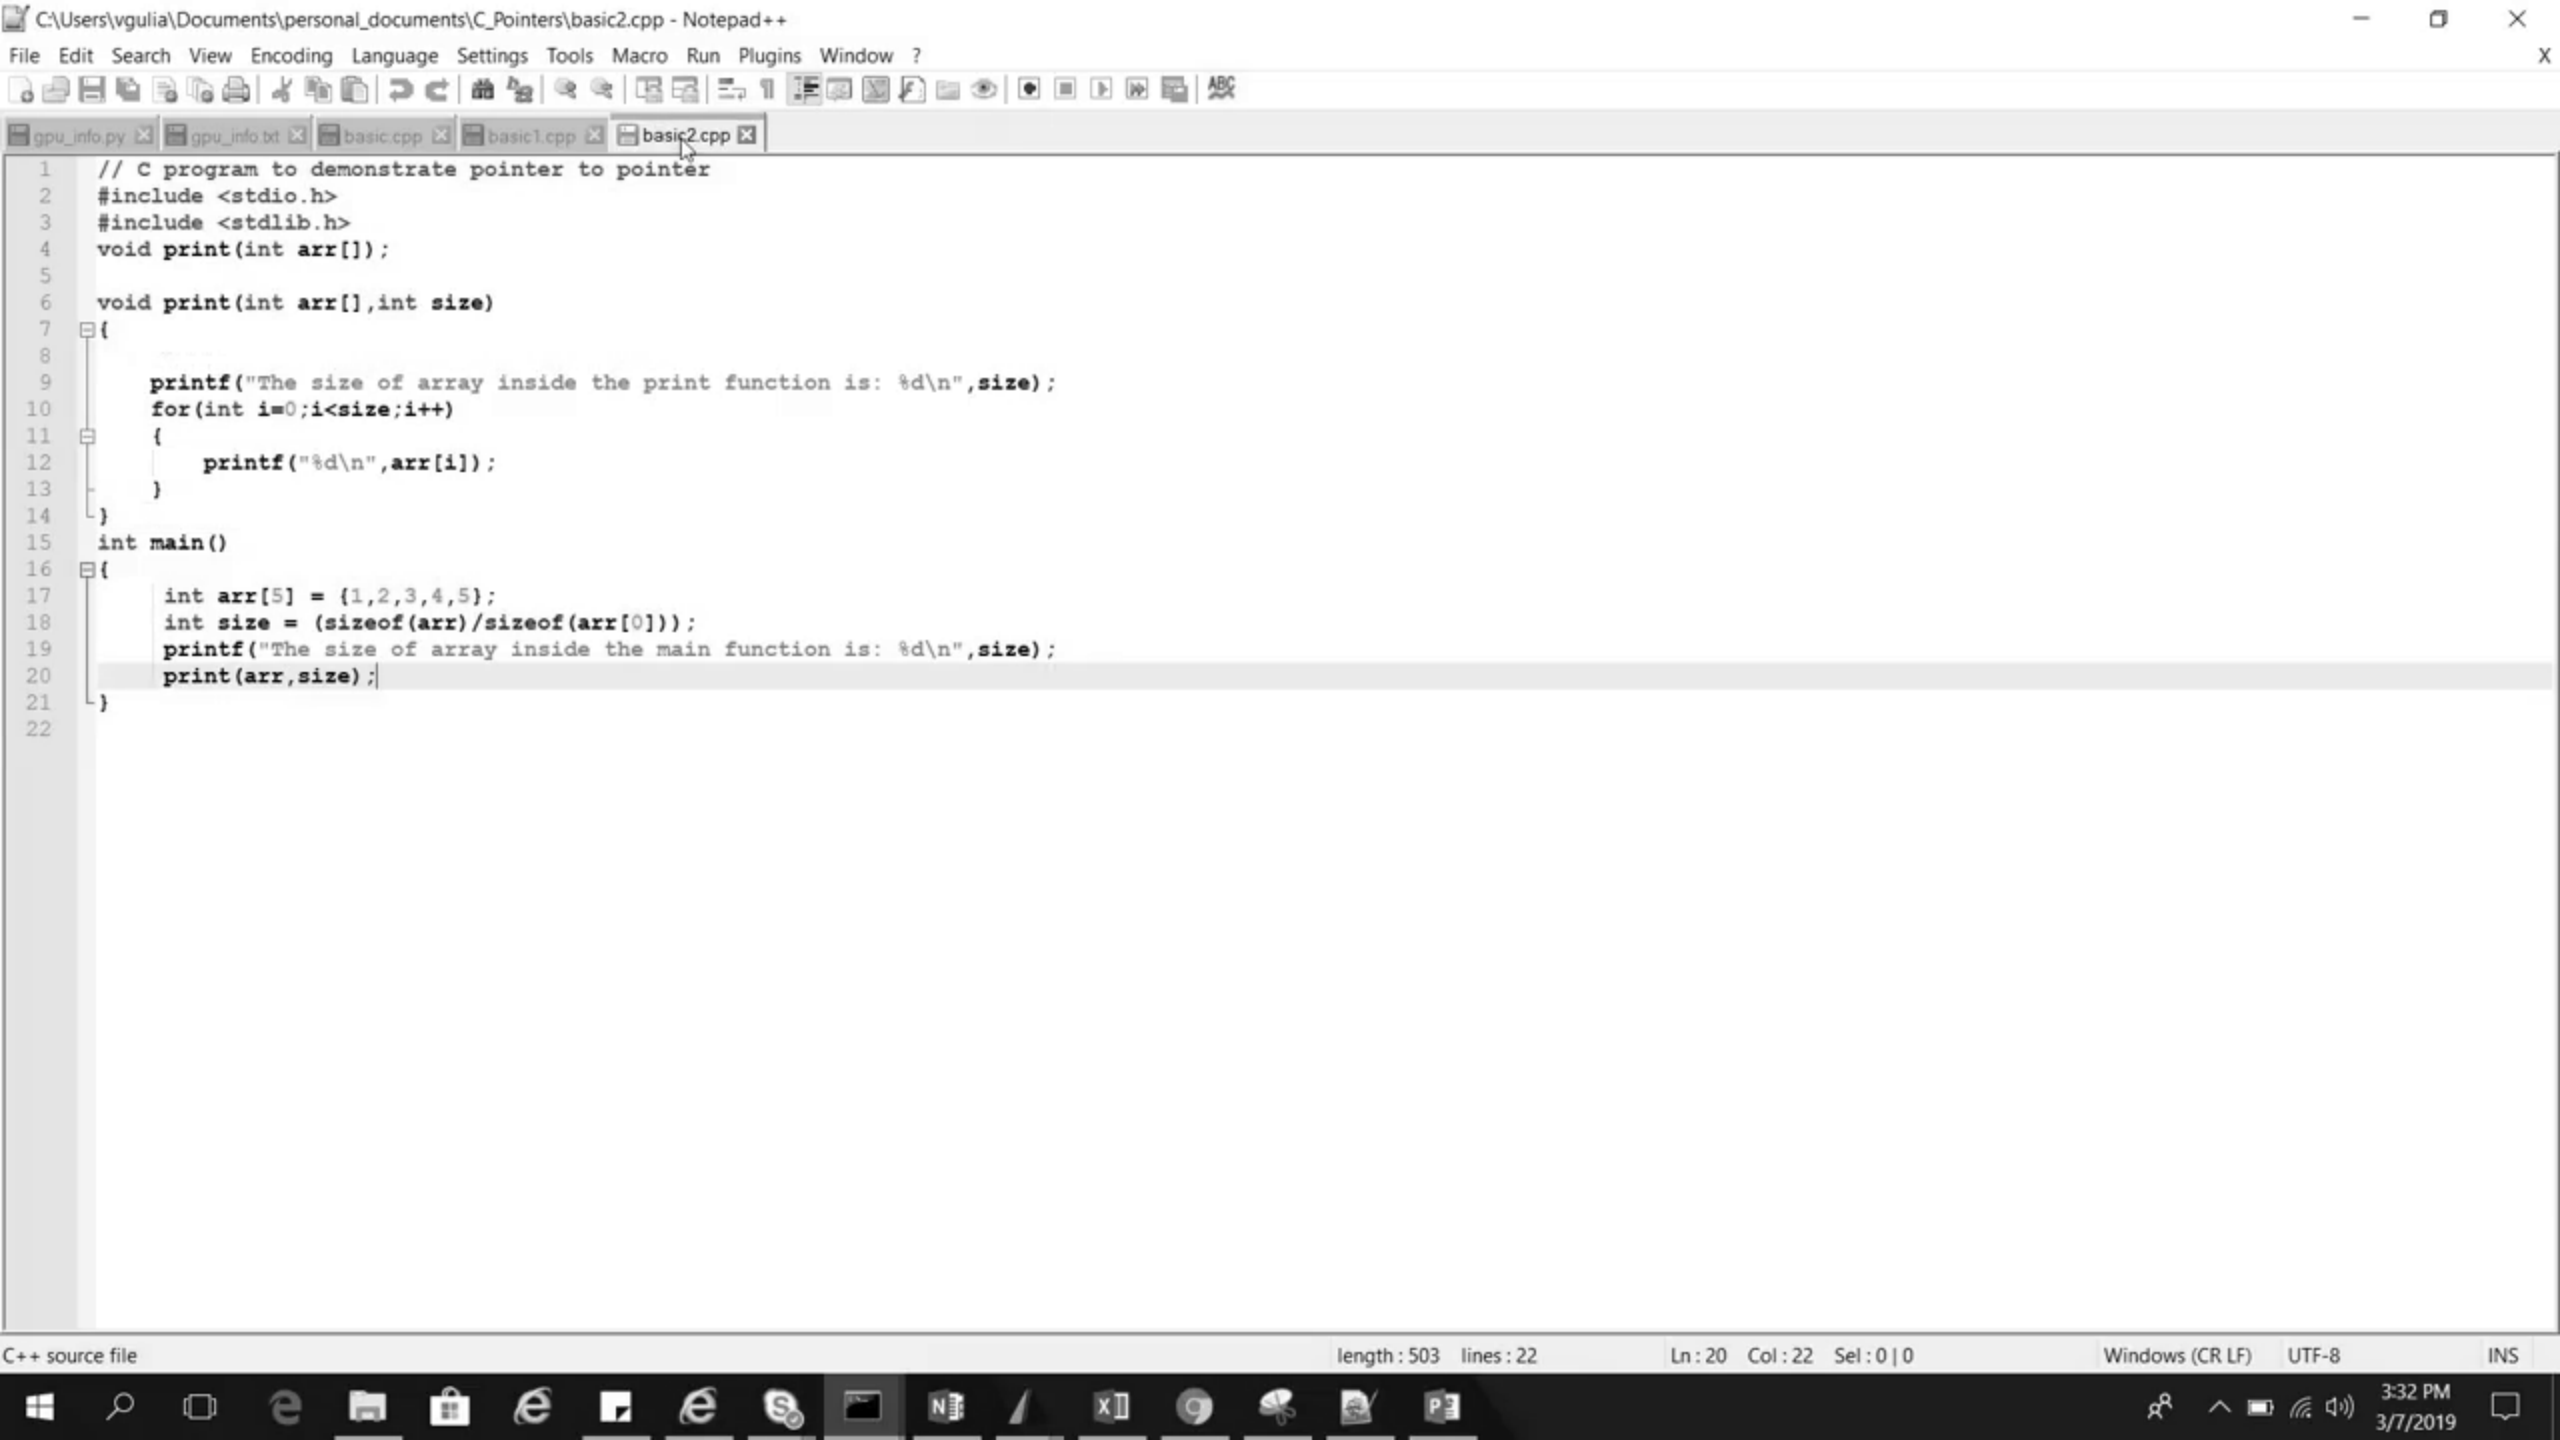 C:\Users\vgulia\Documents\personal_documents\C_Pointers\basic2.cpp - Notepad++
File Edit Search View Encoding Language Settings Tools Macro Run Plugins Window ? X
ABC
gpu_info.py gpu_info.txt basic.cpp basic1.cpp basic2.cpp
1 // C program to demonstrate pointer to pointer
2 #include <stdio.h>
3 #include <stdlib.h>
4 void print(int arr[]);
5
6 void print(int arr[],int size)
7 {
8
9 printf("The size of array inside the print function is: %d\n",size);
10 for(int i=0;i<size;i++)
11 {
12 printf("%d\n",arr[i]);
13 }
14 }
15 int main()
16 {
17 int arr[5] = {1,2,3,4,5};
18 int size = (sizeof(arr)/sizeof(arr[0]));
19 printf("The size of array inside the main function is: %d\n",size);
20 print(arr,size);
21 }
22
C++ source file length : 503 lines : 22 Ln : 20 Col : 22 Sel : 0 | 0 Windows (CR LF) UTF-8 INS
3:32 PM
3/7/2019